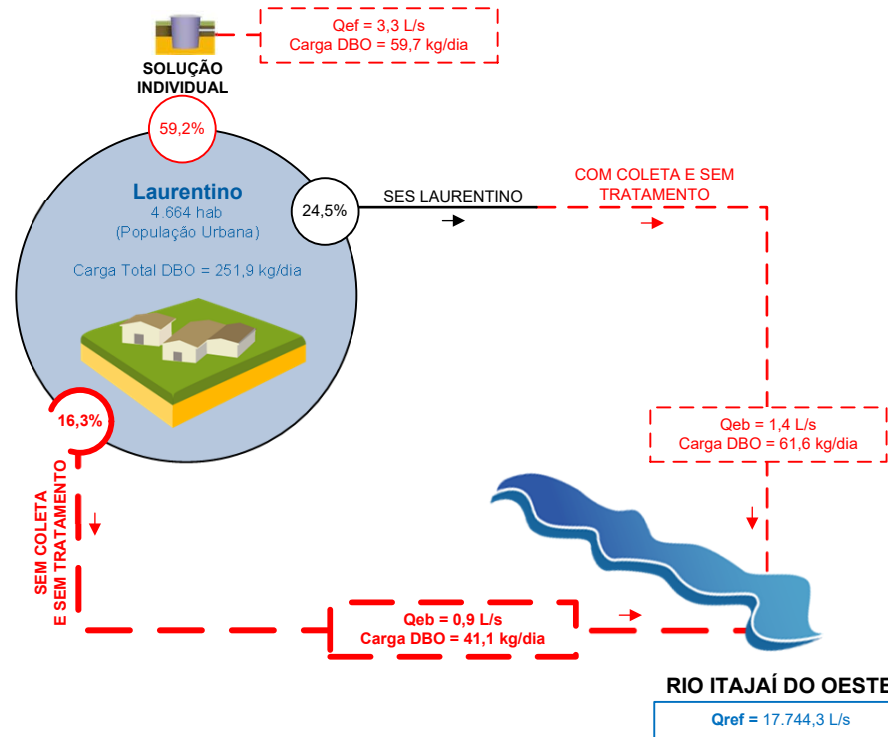 Qef = 3,3 L/s
Carga DBO = 59,7 kg/dia
SOLUÇÃO
INDIVIDUAL
59,2%
Laurentino
4.664 hab
(População Urbana)
Carga Total DBO = 251,9 kg/dia
24,5%
SES LAURENTINO
COM COLETA E SEM
TRATAMENTO
16,3%
SEM COLETA
E SEM TRATAMENTO
Qeb = 1,4 L/s
Carga DBO = 61,6 kg/dia
Qeb = 0,9 L/s
Carga DBO = 41,1 kg/dia
RIO ITAJAÍ DO OESTE
Qref = 17.744,3 L/s